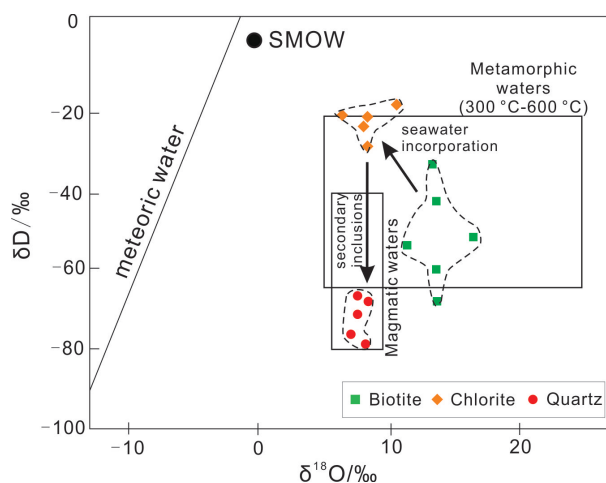 0
−20
−40
−60
−80
−100
δD/‰
−10
0
10
20
δ¹⁸O/‰
SMOW
meteoric water
Metamorphic
waters
(300 °C-600 °C)
seawater
incorporation
secondary
inclusions
Magmatic waters
Biotite
Chlorite
Quartz